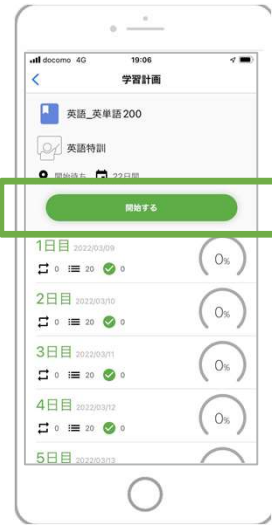 docomo 4G 19:06
学習計画
英語_英単語200
英語特訓
開始待ち 22日間
開始する
1日目 2022/03/09
0 20 0
0%
2日目 2022/03/10
0 20 0
0%
3日目 2022/03/11
0 20 0
0%
4日目 2022/03/12
0 20 0
0%
5日目 2022/03/13